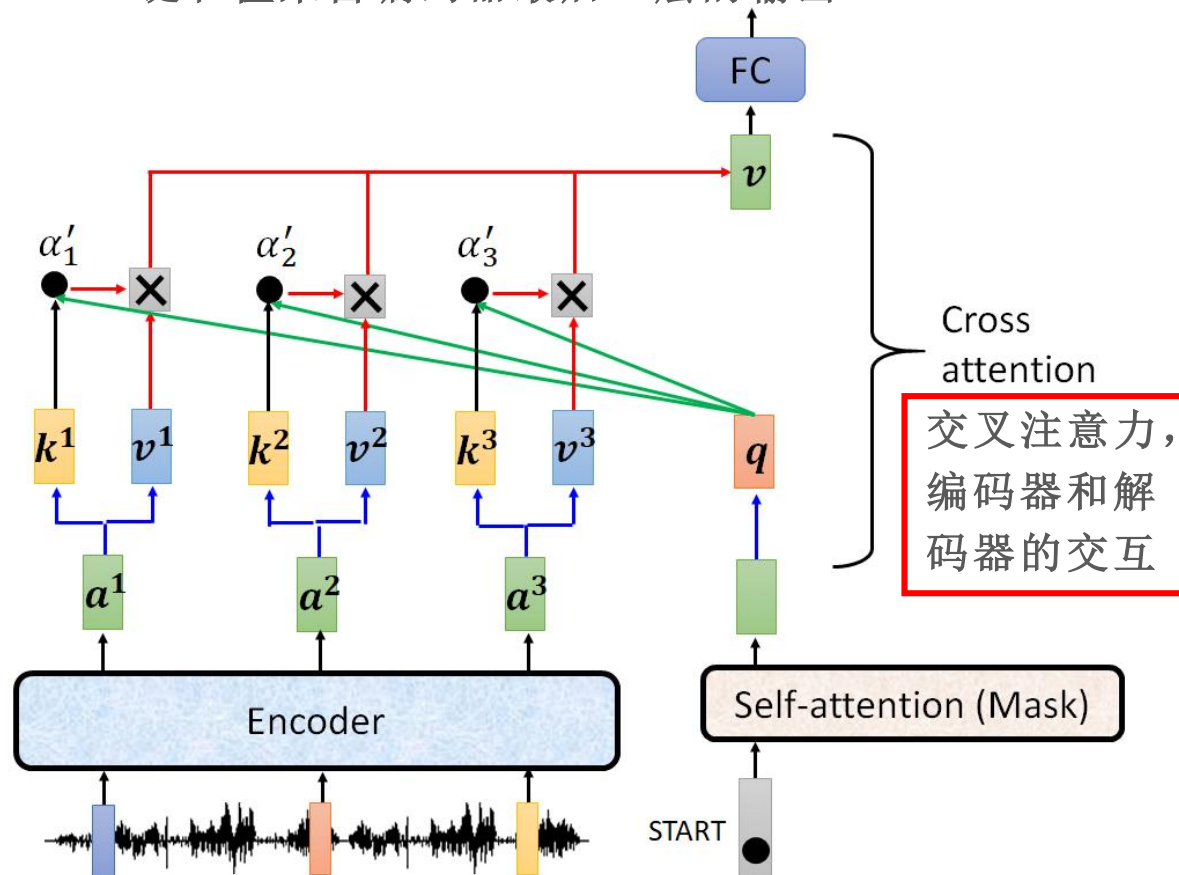 FC
v
α′₁ α′₂ α′₃
Cross
attention
k¹ v¹ k² v² k³ v³ q
交叉注意力，
编码器和解
码器的交互
a¹ a² a³
Encoder
Self-attention (Mask)
START